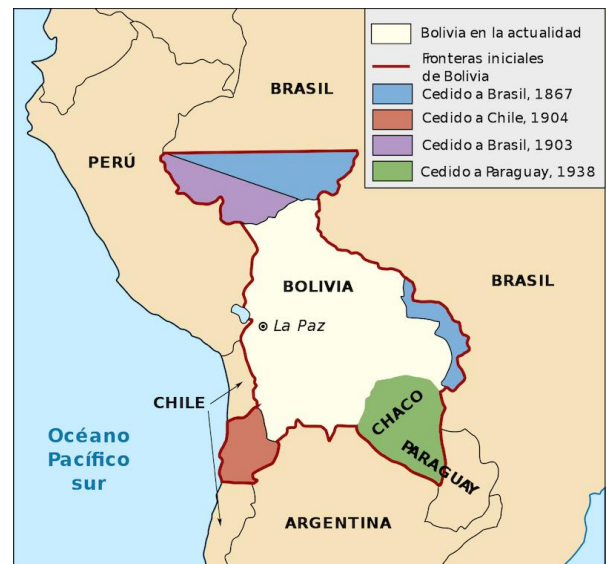 Bolivia en la actualidad
Fronteras iniciales
de Bolivia
Cedido a Brasil, 1867
Cedido a Chile, 1904
Cedido a Brasil, 1903
Cedido a Paraguay, 1938
BRASIL
PERÚ
BOLIVIA
BRASIL
La Paz
CHILE
CHACO
PARAGUAY
Océano
Pacífico
sur
ARGENTINA